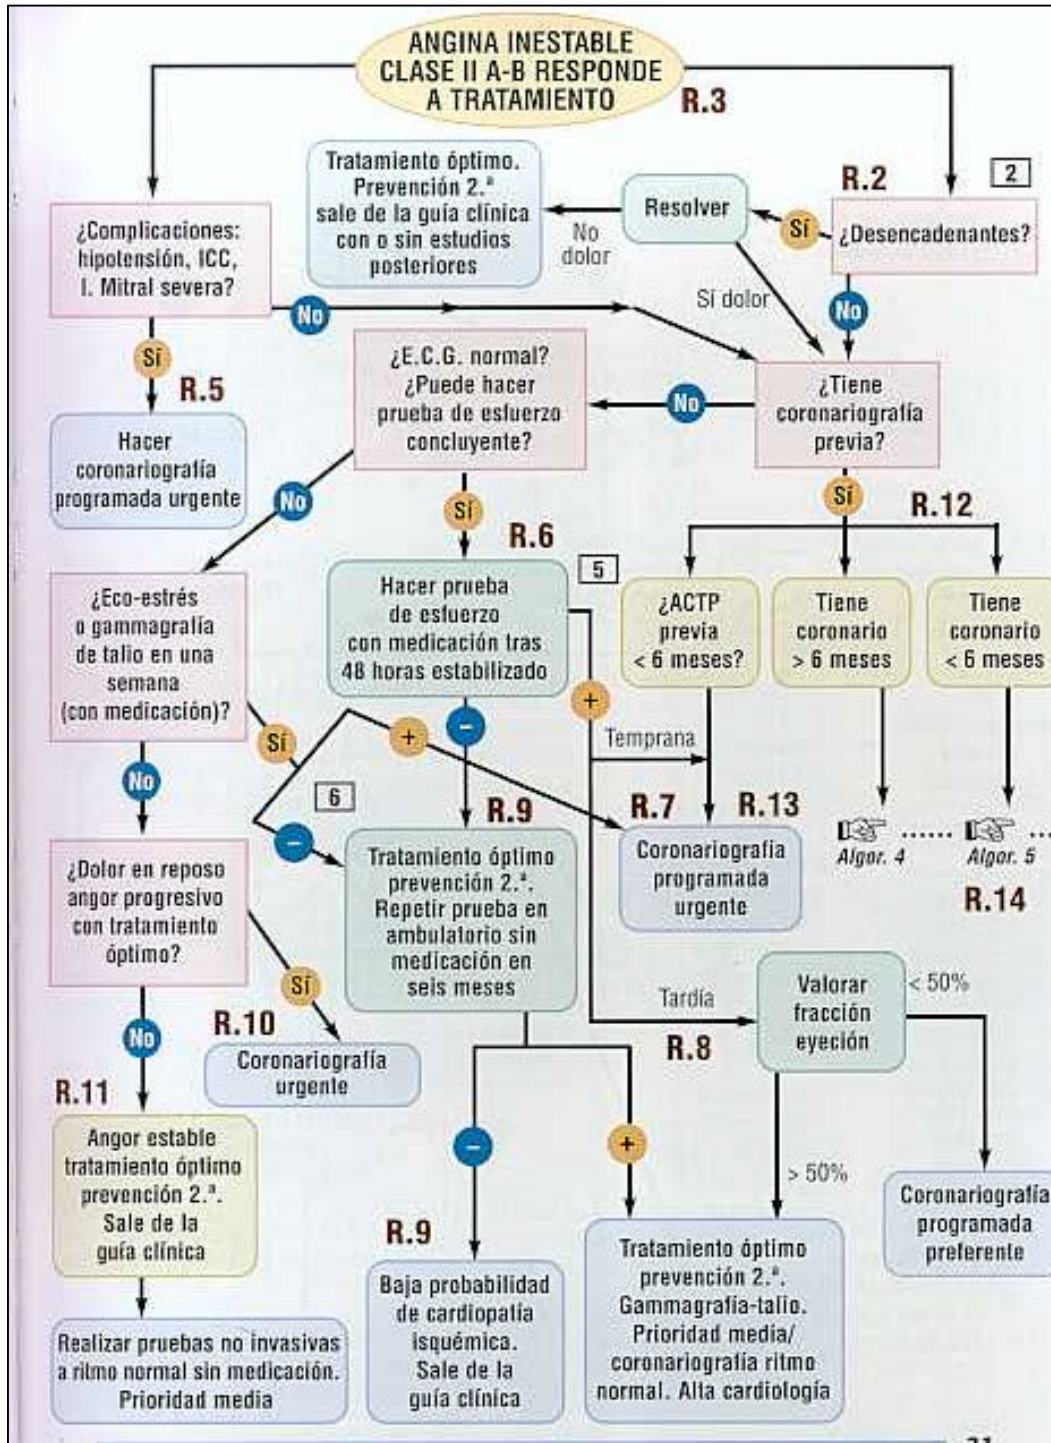 ANGINA INESTABLE
CLASE II A-B RESPONDE
A TRATAMIENTO
R.3
Tratamiento óptimo.
Prevención 2.ª
sale de la guía clínica
con o sin estudios
posteriores
No
dolor
Resolver
Sí
R.2
2
¿Desencadenantes?
Sí dolor
No
¿Complicaciones:
hipotensión, ICC,
I. Mitral severa?
No
Sí
R.5
Hacer
coronariografía
programada urgente
¿E.C.G. normal?
¿Puede hacer
prueba de esfuerzo
concluyente?
No
¿Tiene
coronariografía
previa?
No
Sí
R.6
Sí
R.12
¿Eco-estrés
o gammagrafía
de talio en una
semana
(con medicación)?
Hacer prueba
de esfuerzo
con medicación tras
48 horas estabilizado
5
¿ACTP
previa
< 6 meses?
Tiene
coronario
> 6 meses
Tiene
coronario
< 6 meses
Sí
+
–
+
Temprana
No
6
–
R.9
R.7
R.13
Algor. 4
Algor. 5
R.14
¿Dolor en reposo
angor progresivo
con tratamiento
óptimo?
Tratamiento óptimo
prevención 2.ª.
Repetir prueba en
ambulatorio sin
medicación en
seis meses
Coronariografía
programada
urgente
Sí
No
R.10
Coronariografía
urgente
Tardía
R.8
Valorar
fracción
eyeción
< 50%
R.11
Angor estable
tratamiento óptimo
prevención 2.ª.
Sale de la
guía clínica
–
+
> 50%
Coronariografía
programada
preferente
R.9
Realizar pruebas no invasivas
a ritmo normal sin medicación.
Prioridad media
Baja probabilidad
de cardiopatía
isquémica.
Sale de la
guía clínica
Tratamiento óptimo
prevención 2.ª.
Gammagrafía-talio.
Prioridad media/
coronariografía ritmo
normal. Alta cardiología